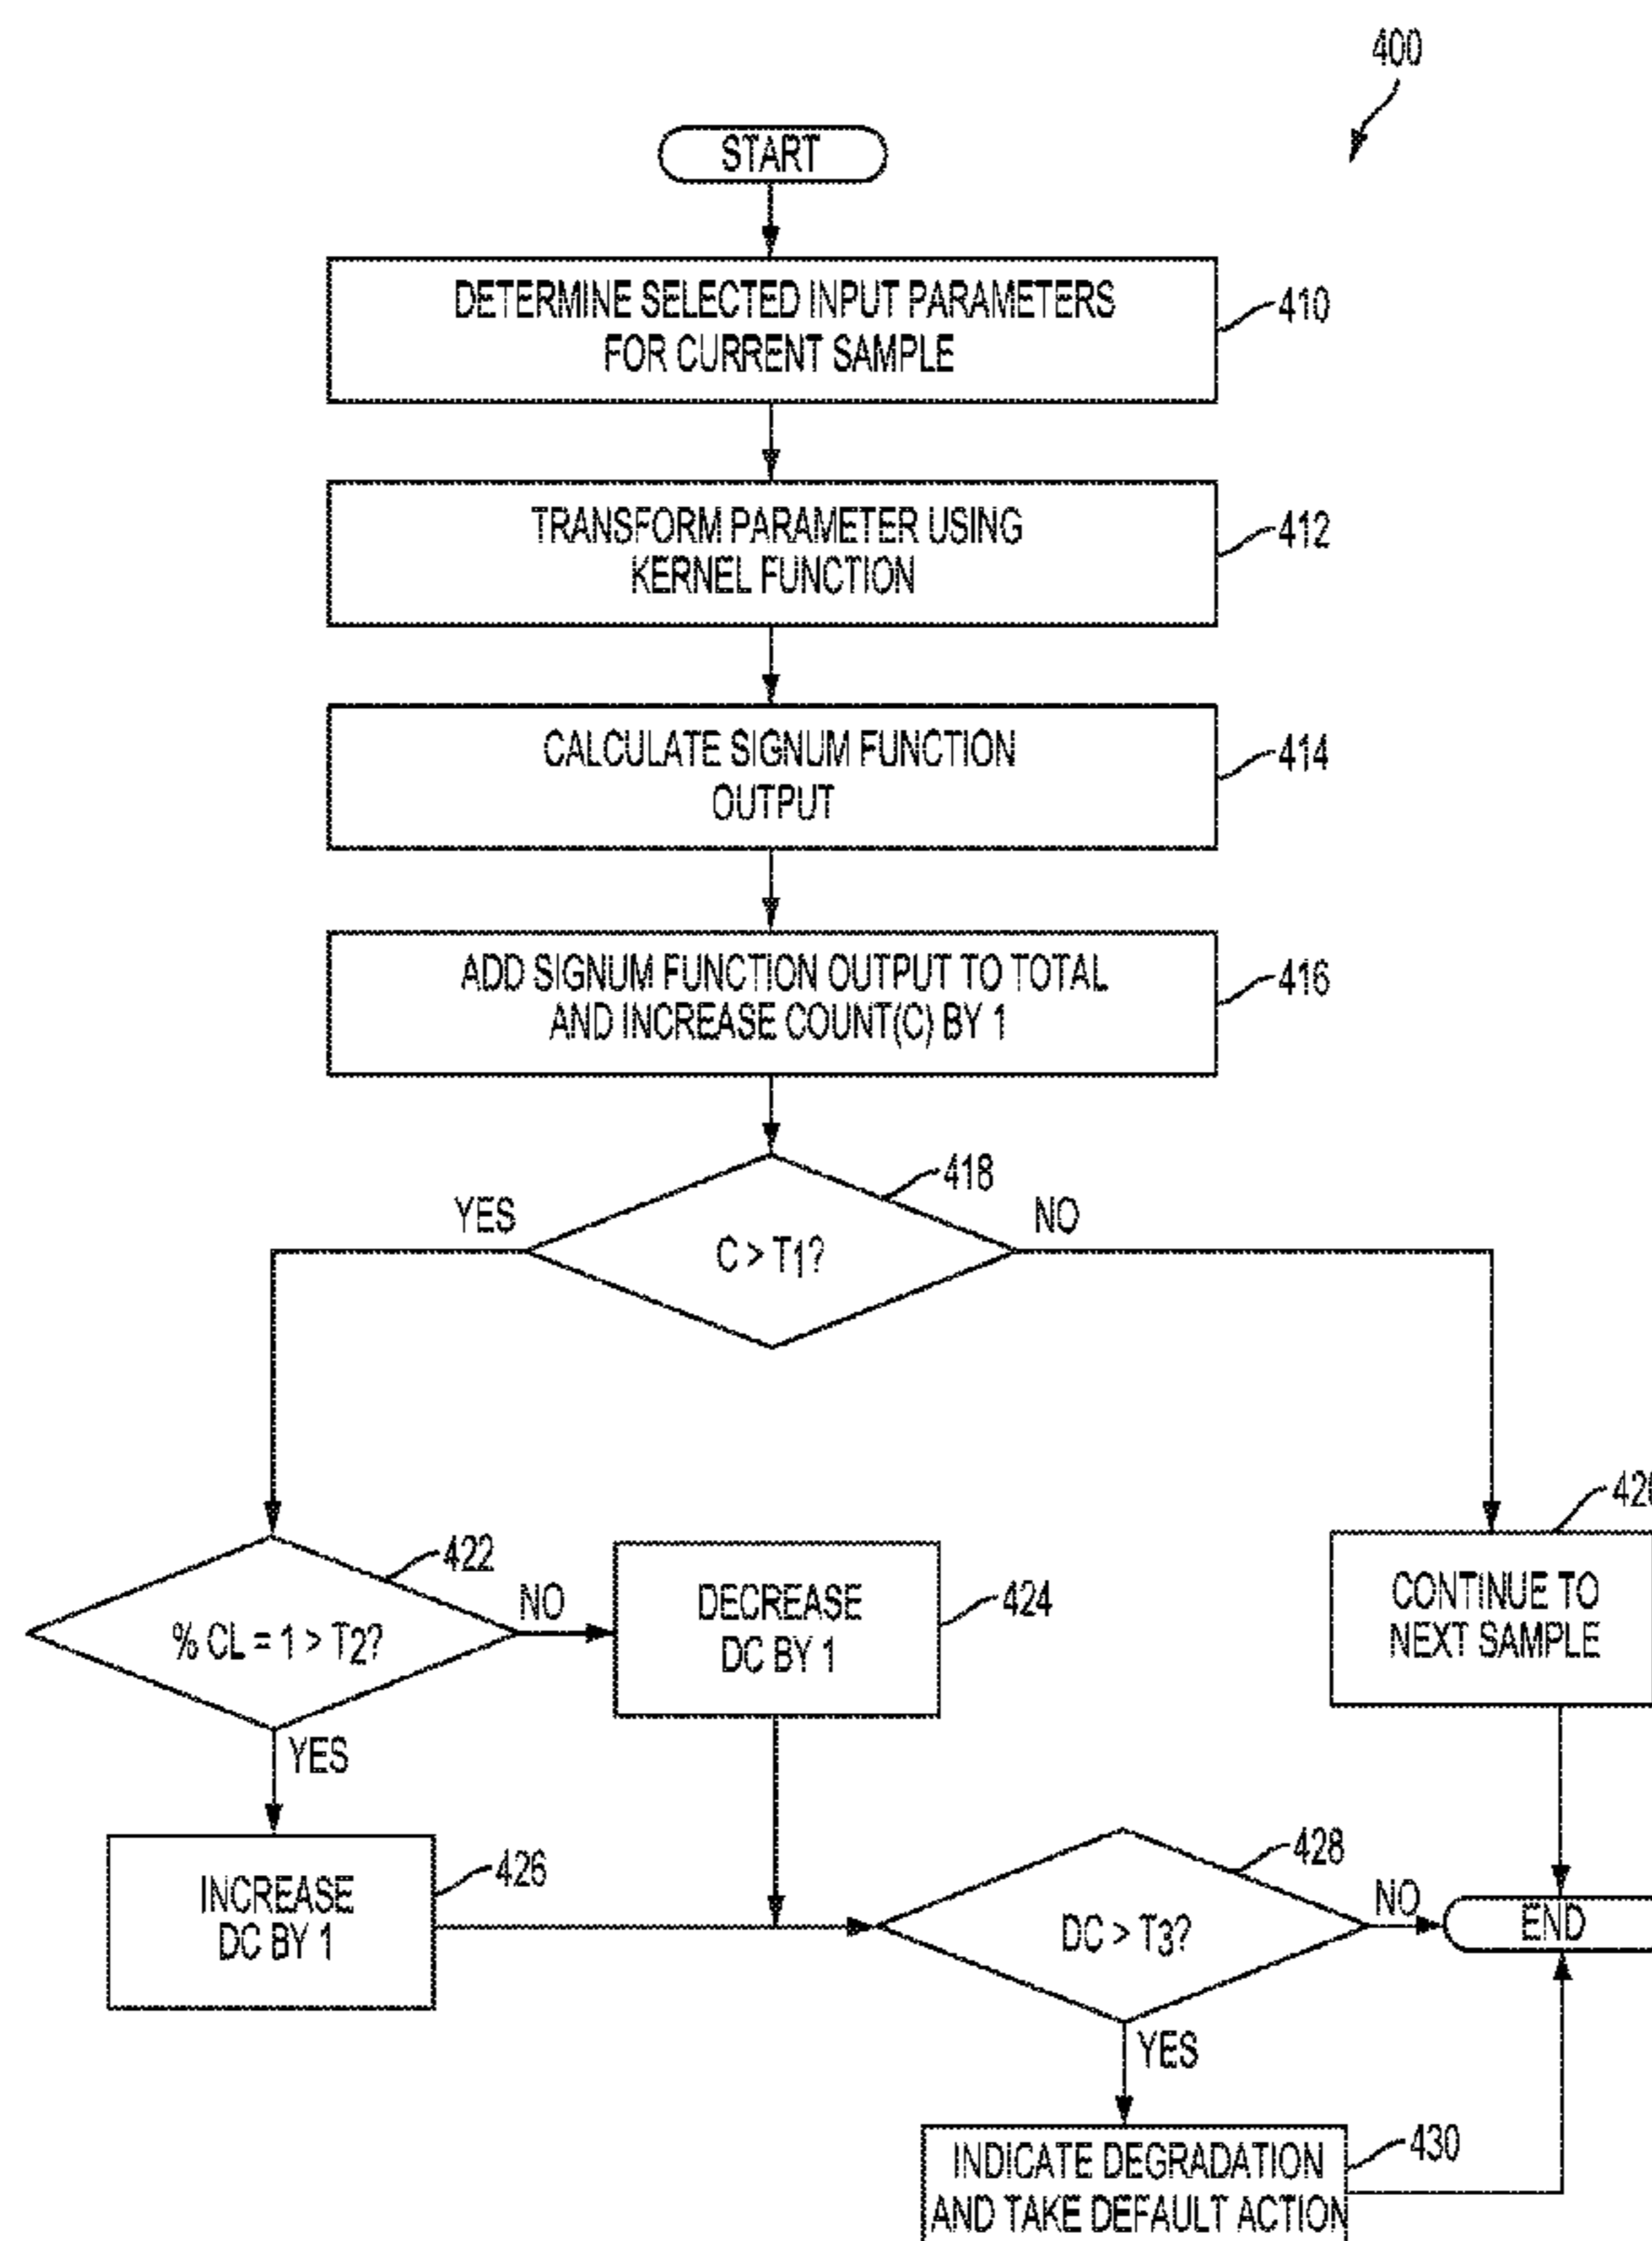 400
START
DETERMINE SELECTED INPUT PARAMETERS
FOR CURRENT SAMPLE
410
TRANSFORM PARAMETER USING
KERNEL FUNCTION
412
CALCULATE SIGNUM FUNCTION
OUTPUT
414
ADD SIGNUM FUNCTION OUTPUT TO TOTAL
AND INCREASE COUNT(C) BY 1
416
418
YES
NO
C > T1?
422
% CL = 1 > T2?
NO
YES
DECREASE
DC BY 1
424
CONTINUE TO
NEXT SAMPLE
INCREASE
DC BY 1
426
428
DC > T3?
NO
END
YES
INDICATE DEGRADATION
AND TAKE DEFAULT ACTION
430